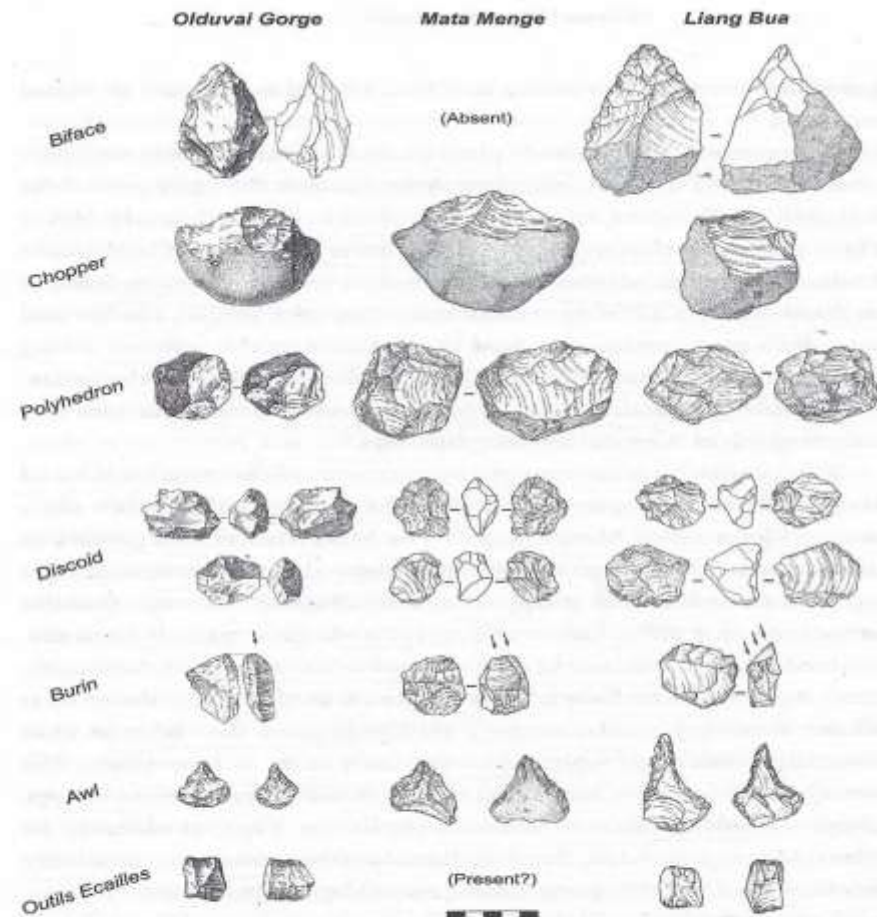 Olduvai Gorge Mata Menge Liang Bua
Biface
(Absent)
Chopper
Polyhedron
Discoid
Burin
Awl
Outils Ecailles
(Present?)